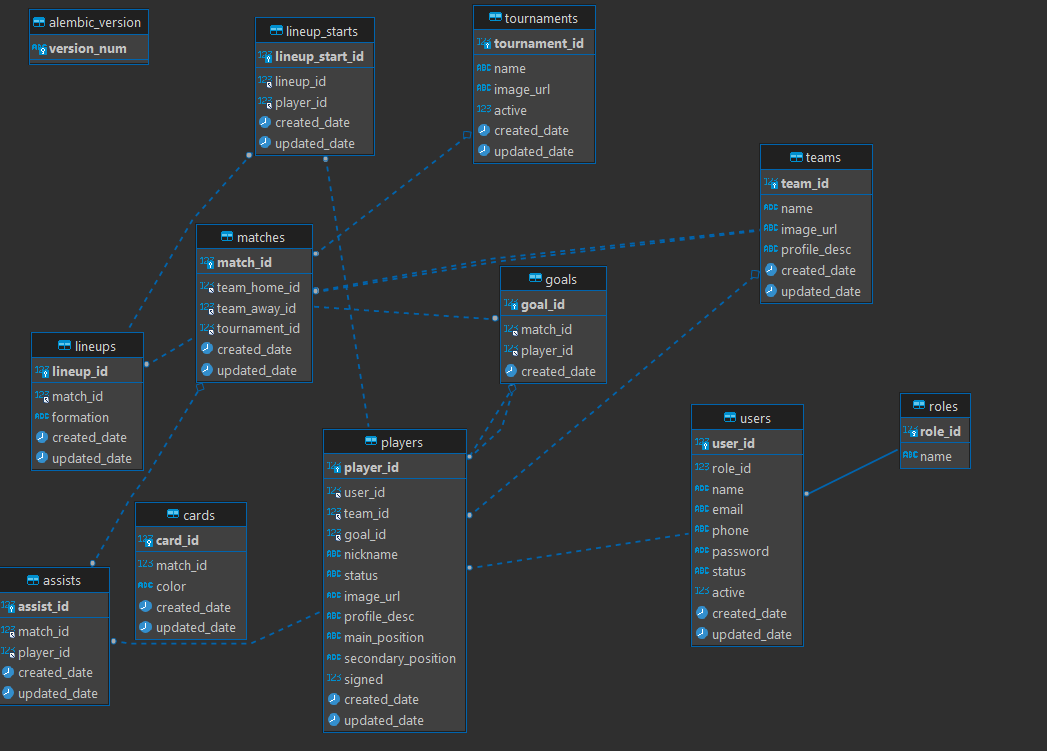 alembic_version
version_num
lineup_starts
lineup_start_id
lineup_id
player_id
created_date
updated_date
tournaments
tournament_id
name
image_url
active
created_date
updated_date
teams
team_id
name
image_url
profile_desc
created_date
updated_date
matches
match_id
team_home_id
team_away_id
tournament_id
created_date
updated_date
goals
goal_id
match_id
player_id
created_date
lineups
lineup_id
match_id
formation
created_date
updated_date
players
player_id
user_id
team_id
goal_id
nickname
status
image_url
profile_desc
main_position
secondary_position
signed
created_date
updated_date
users
user_id
role_id
name
email
phone
password
status
active
created_date
updated_date
roles
role_id
name
cards
card_id
match_id
color
created_date
updated_date
assists
assist_id
match_id
player_id
created_date
updated_date